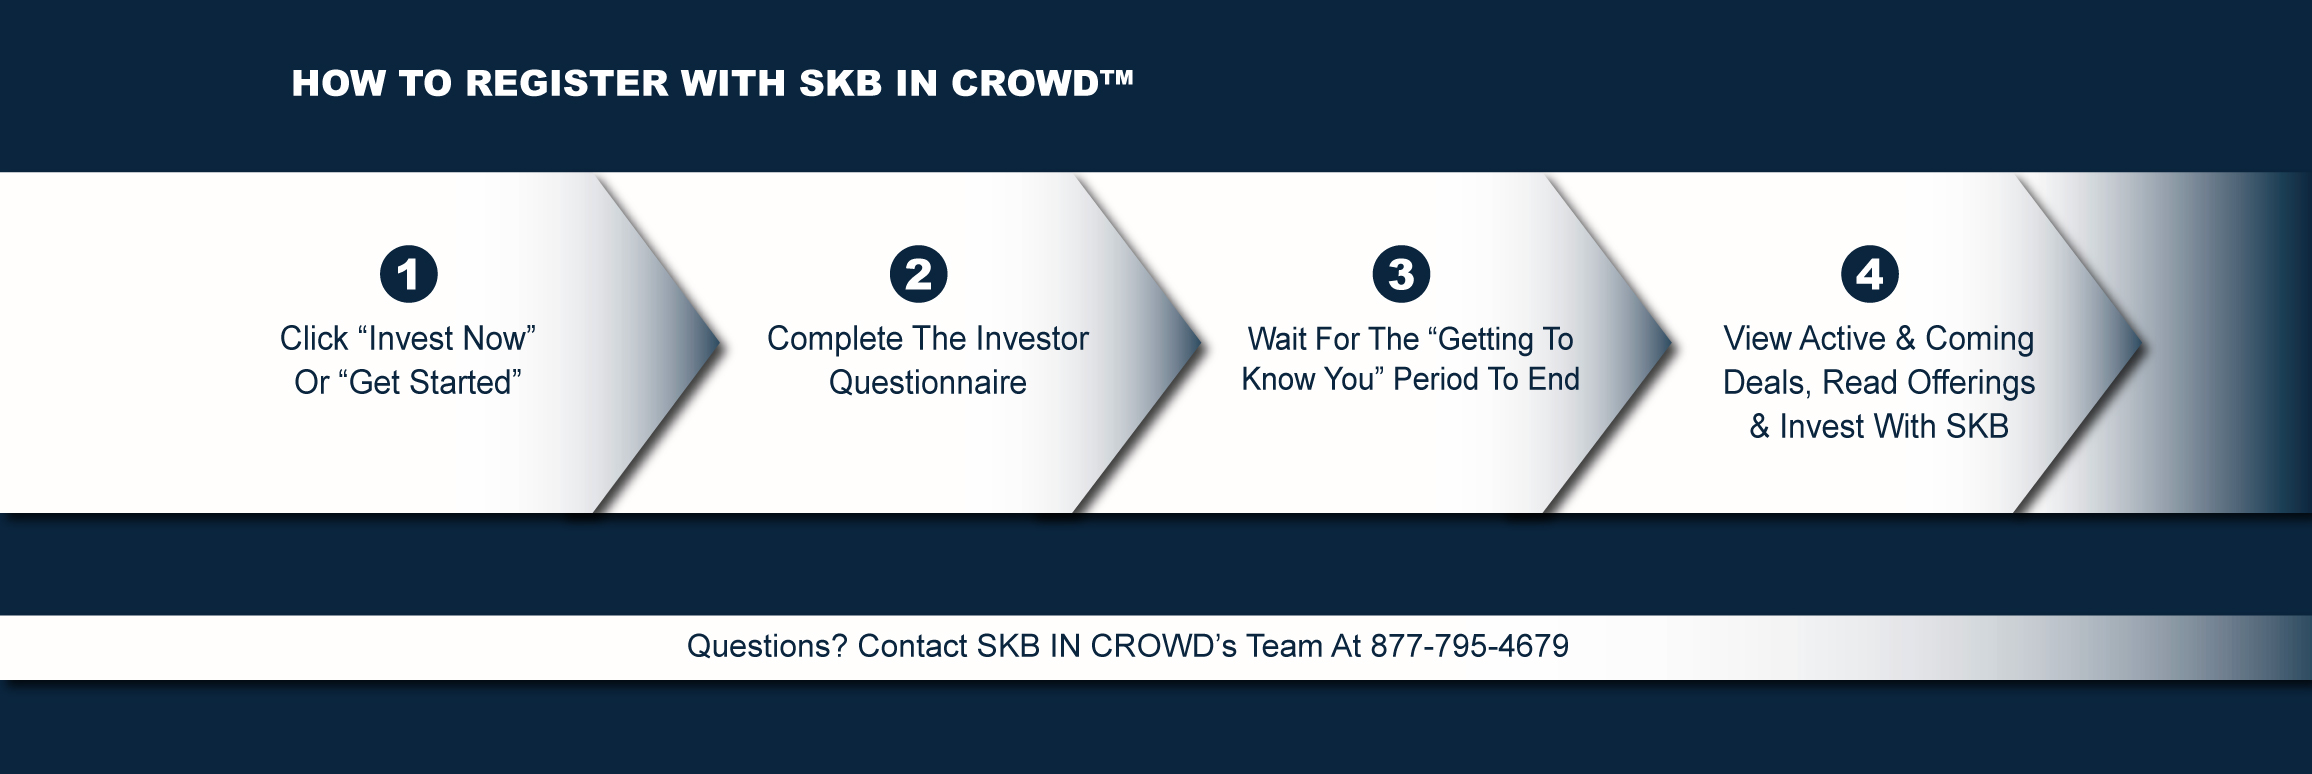 HOW TO REGISTER WITH SKB IN CROWD™
1
Click “Invest Now”
Or “Get Started”
2
Complete The Investor
Questionnaire
3
Wait For The “Getting To
Know You” Period To End
4
View Active & Coming
Deals, Read Offerings
& Invest With SKB
Questions? Contact SKB IN CROWD’s Team At 877-795-4679